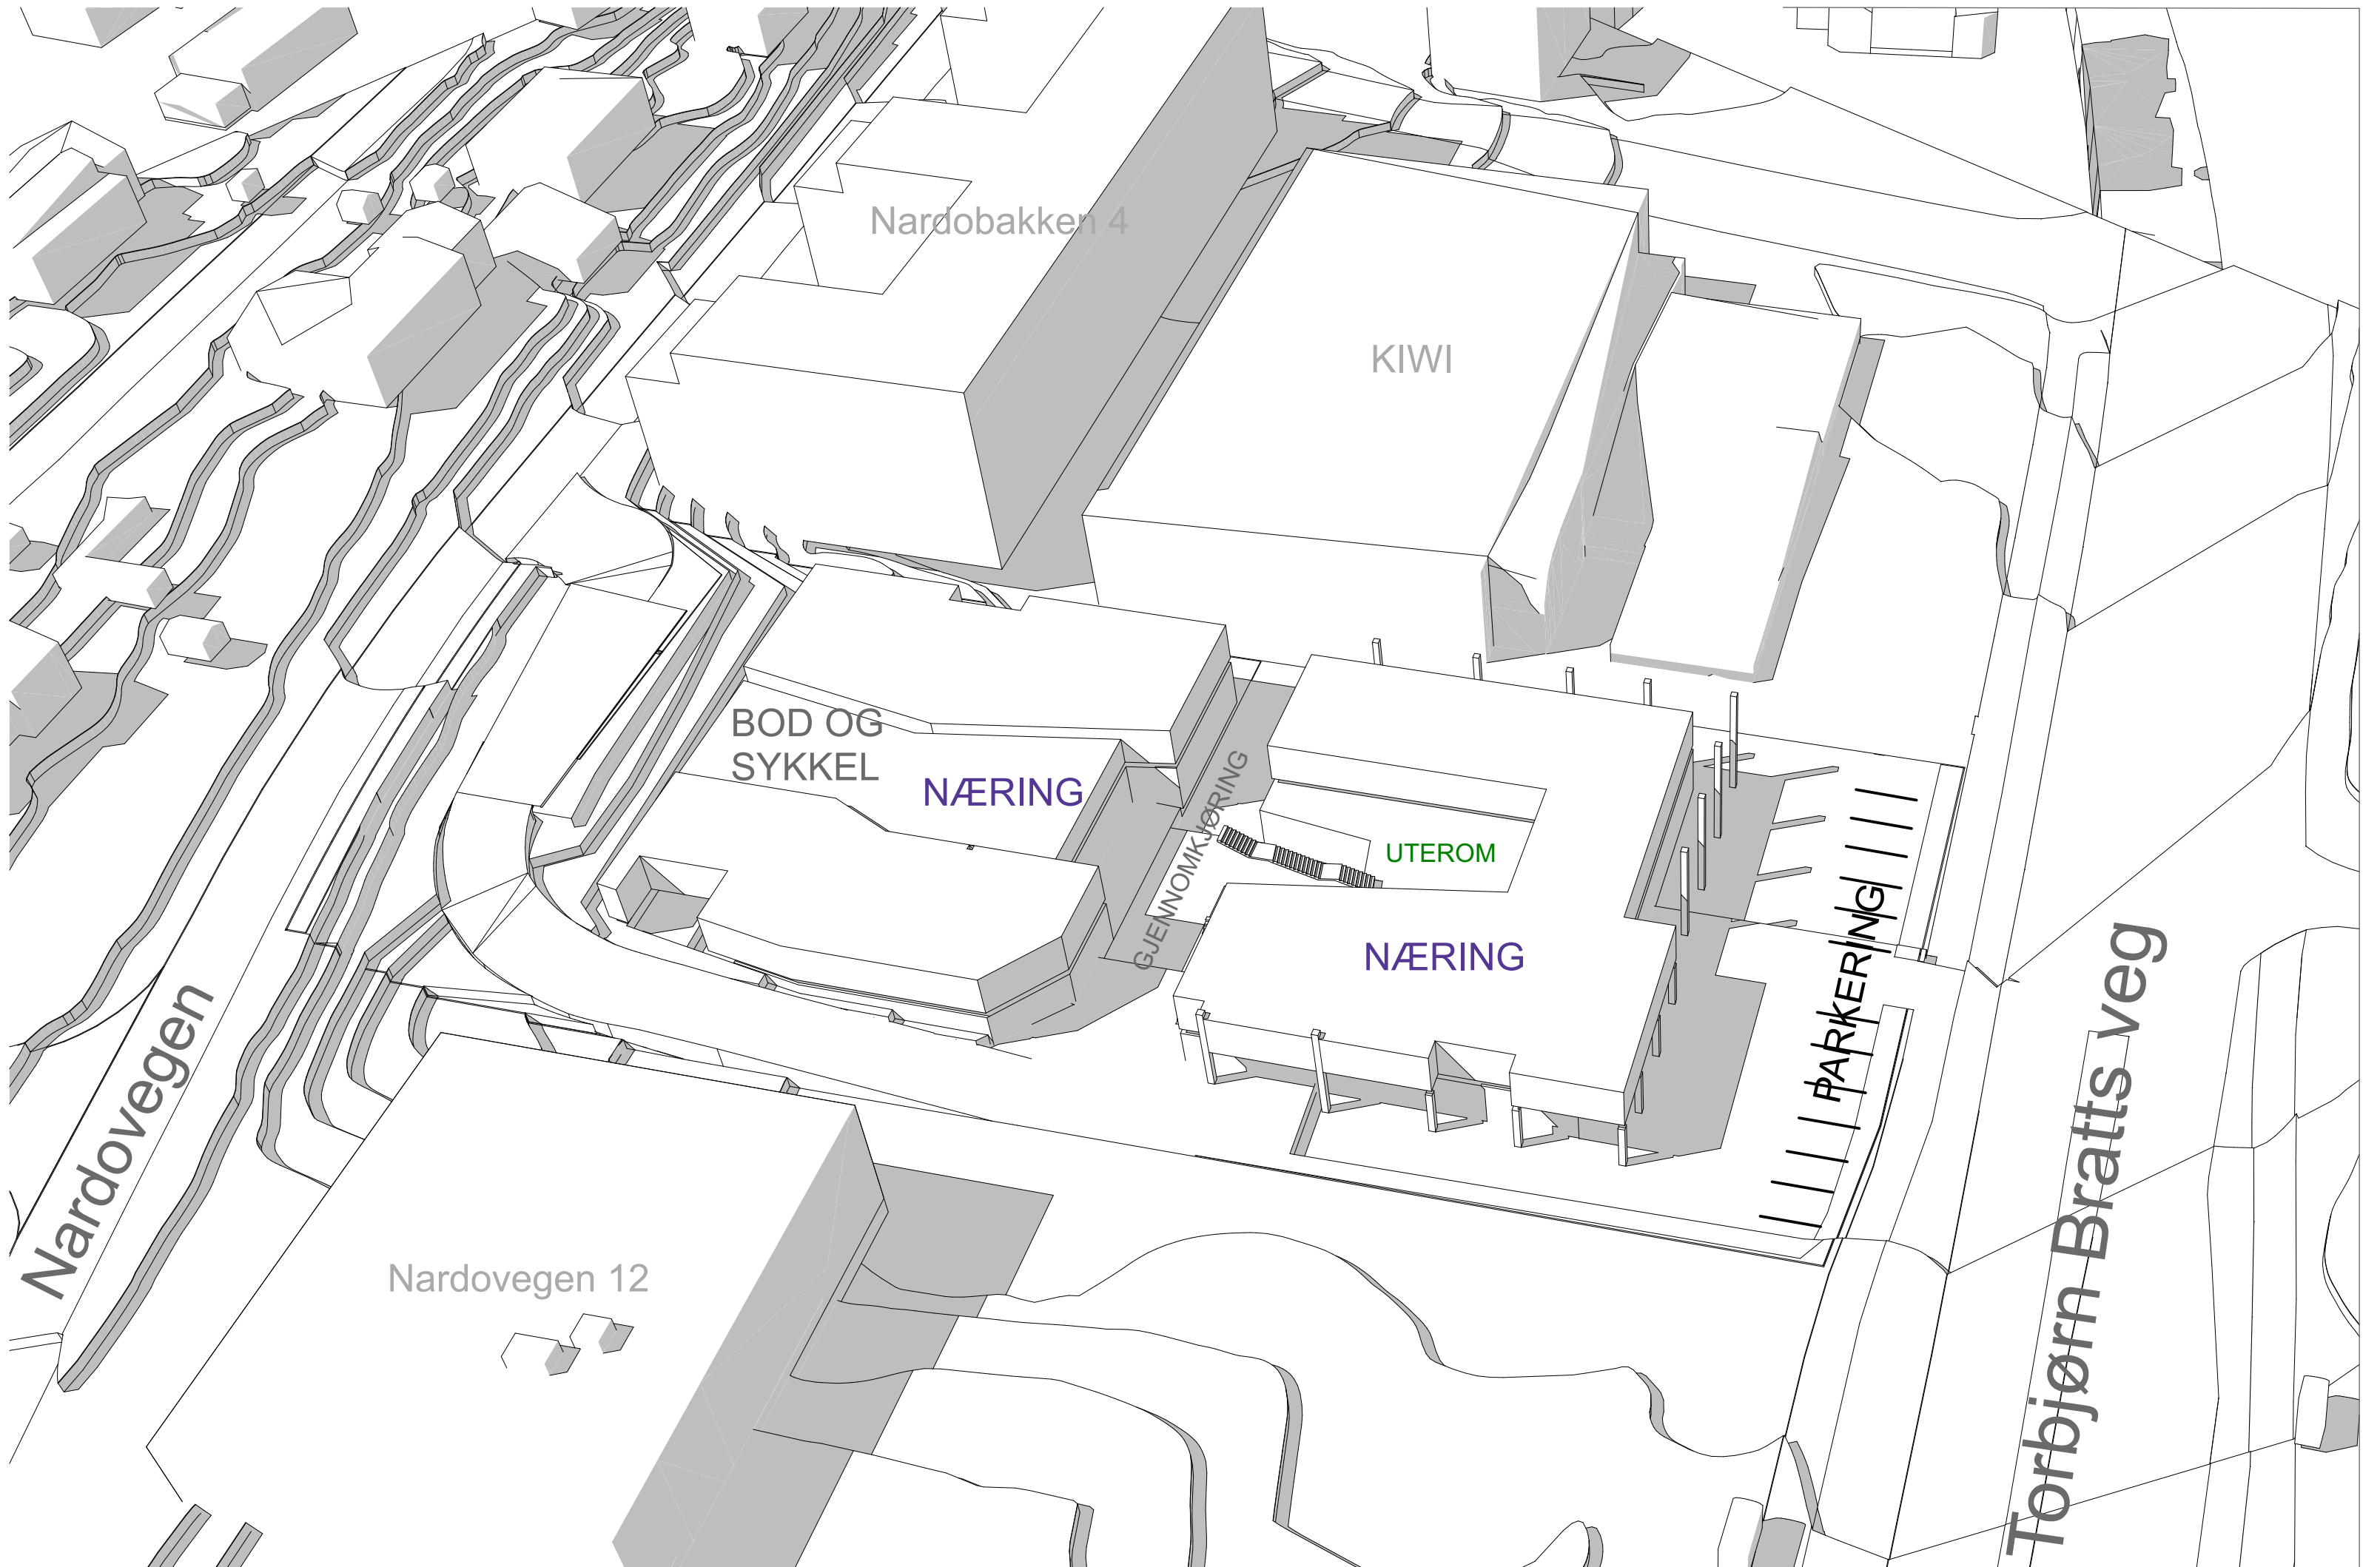 Nardobakken 4
KIWI
BOD OG
SYKKEL
NÆRING
GJENNOMKJØRING
UTEROM
NÆRING
PARKERING
Nardovegen
Torbjørn Bratts veg
Nardovegen 12